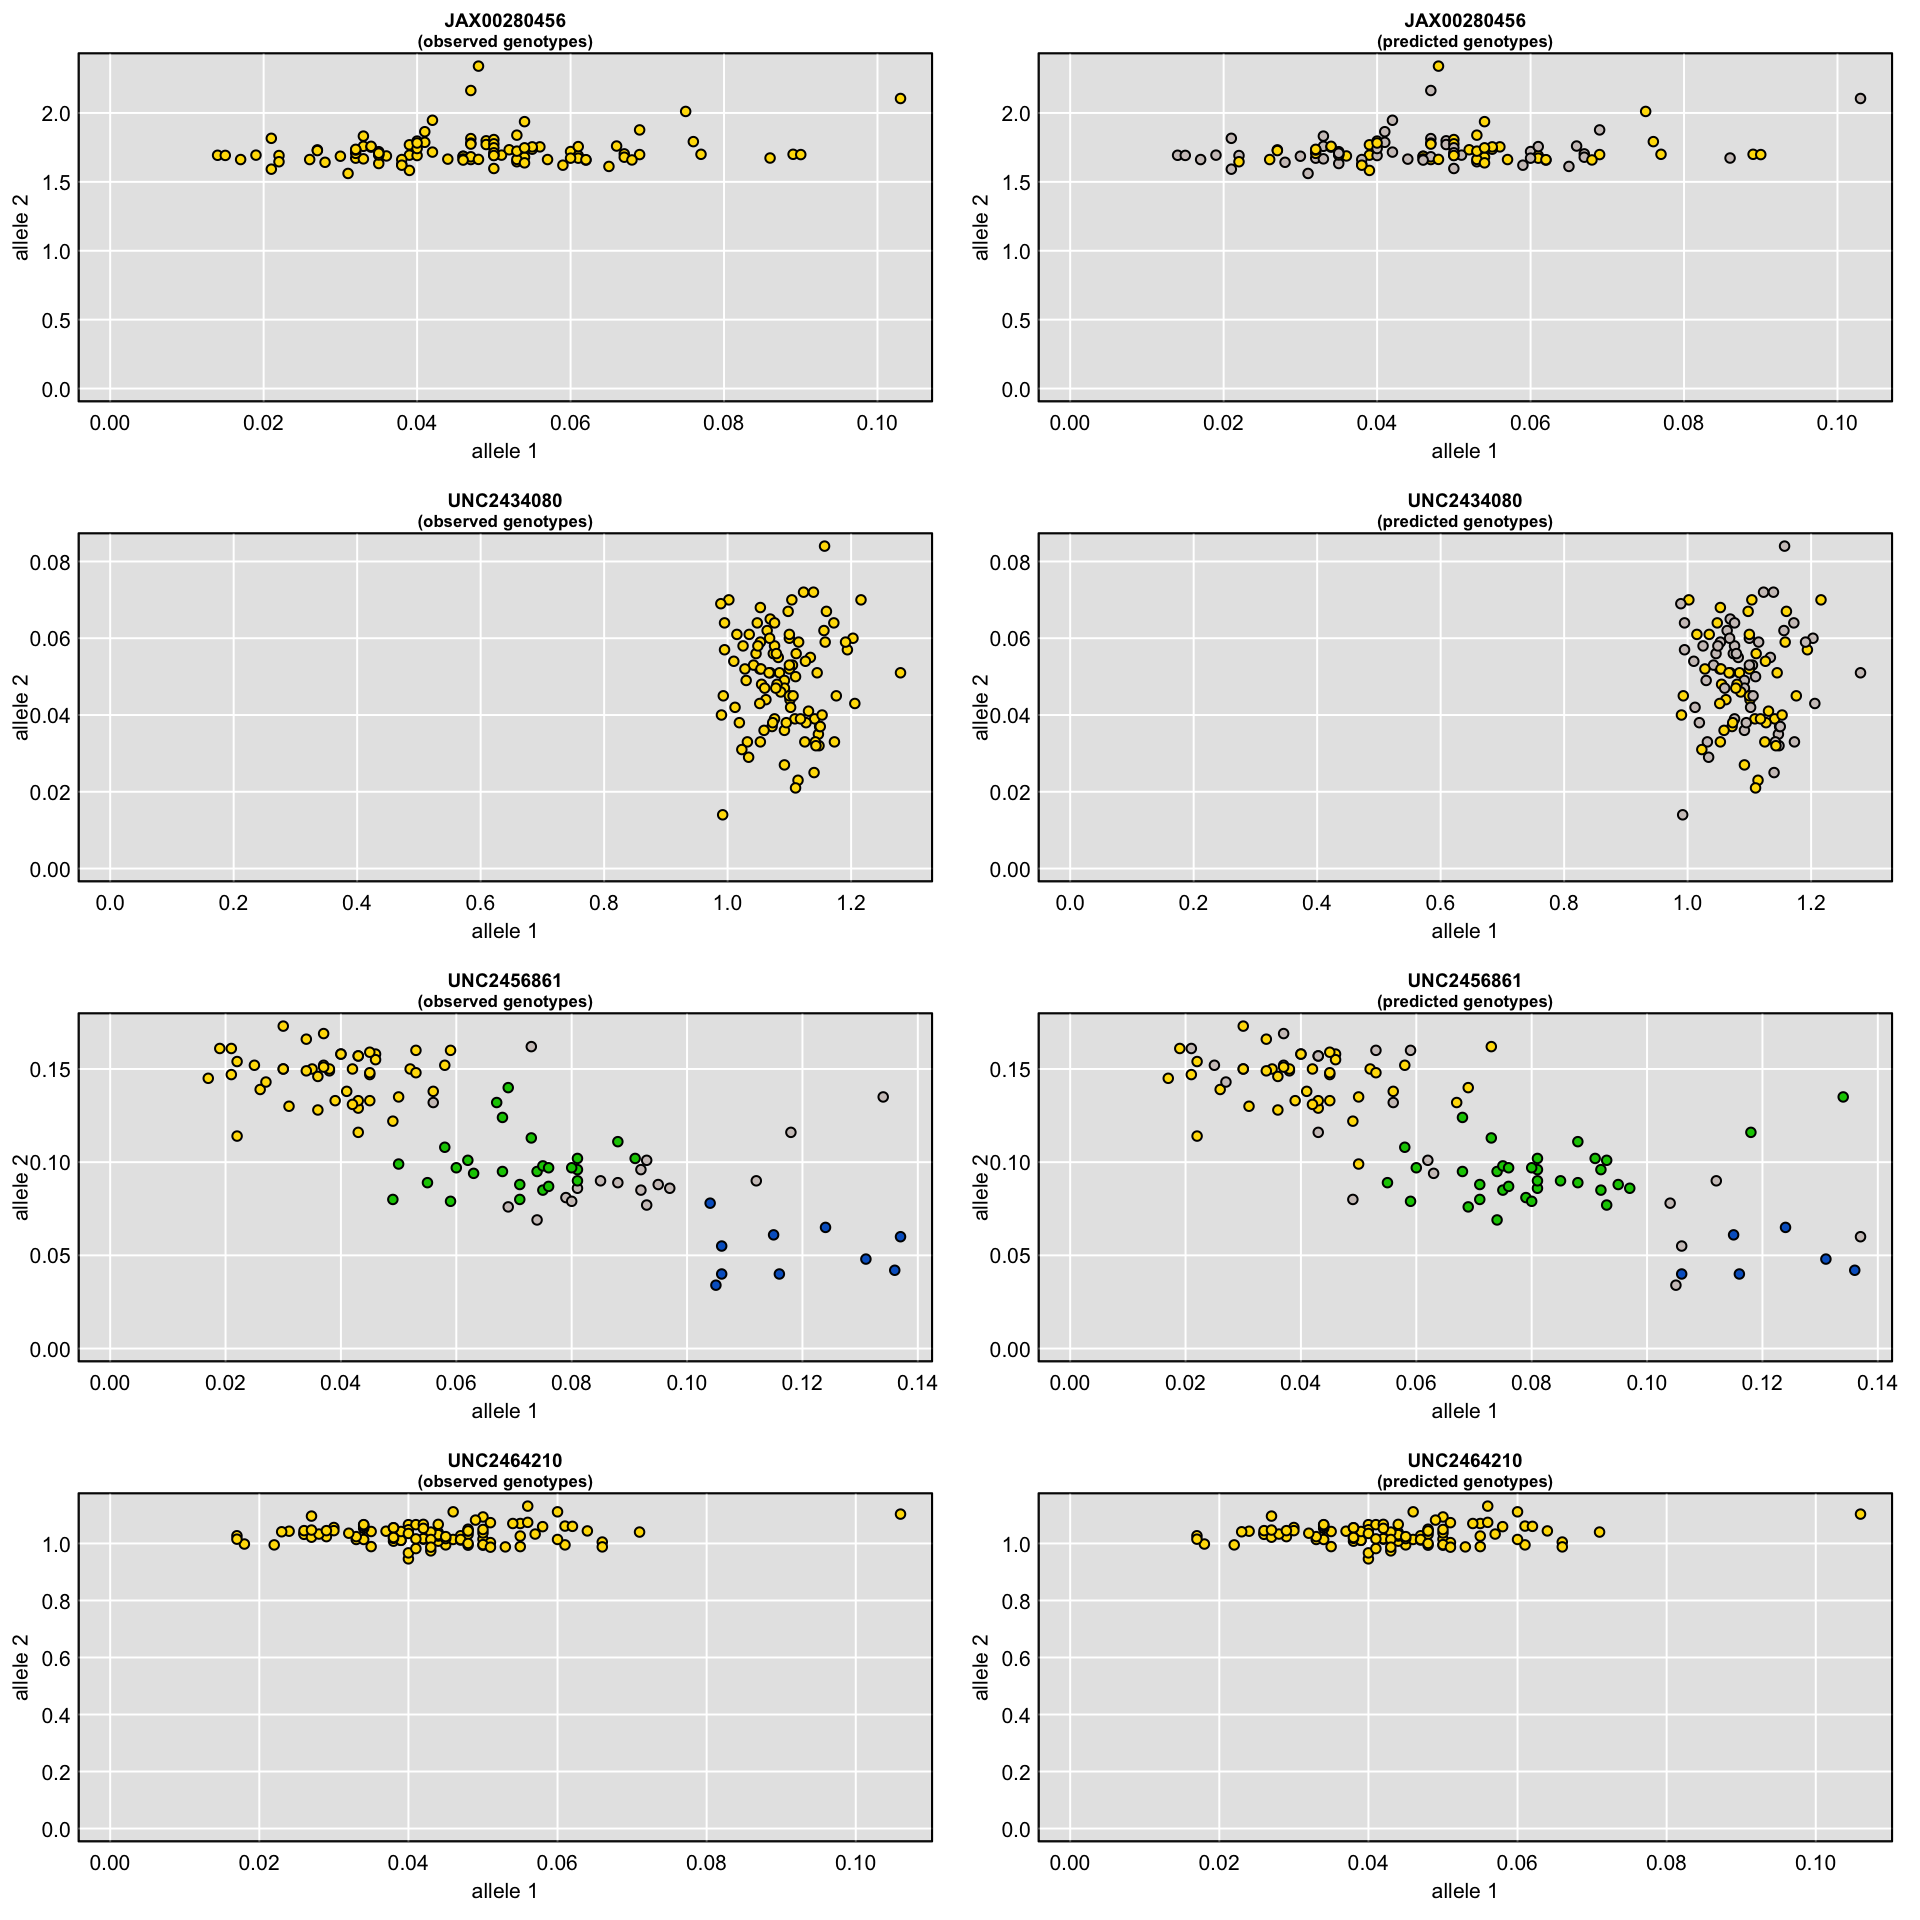 JAX00280456
(observed genotypes)
allele 2
2.0
1.5
1.0
0.5
0.0
0.00 0.02 0.04 0.06 0.08 0.10
allele 1
JAX00280456
(predicted genotypes)
allele 2
2.0
1.5
1.0
0.5
0.0
0.00 0.02 0.04 0.06 0.08 0.10
allele 1
UNC2434080
(observed genotypes)
allele 2
0.08
0.06
0.04
0.02
0.00
0.0 0.2 0.4 0.6 0.8 1.0 1.2
allele 1
UNC2434080
(predicted genotypes)
allele 2
0.08
0.06
0.04
0.02
0.00
0.0 0.2 0.4 0.6 0.8 1.0 1.2
allele 1
UNC2456861
(observed genotypes)
allele 2
0.15
0.10
0.05
0.00
0.00 0.02 0.04 0.06 0.08 0.10 0.12 0.14
allele 1
UNC2456861
(predicted genotypes)
allele 2
0.15
0.10
0.05
0.00
0.00 0.02 0.04 0.06 0.08 0.10 0.12 0.14
allele 1
UNC2464210
(observed genotypes)
allele 2
1.0
0.8
0.6
0.4
0.2
0.0
0.00 0.02 0.04 0.06 0.08 0.10
allele 1
UNC2464210
(predicted genotypes)
allele 2
1.0
0.8
0.6
0.4
0.2
0.0
0.00 0.02 0.04 0.06 0.08 0.10
allele 1